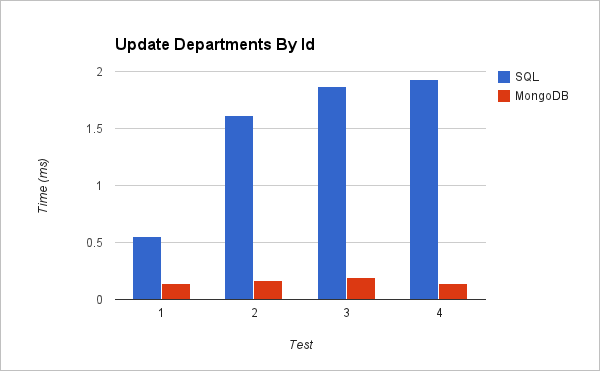 Update Departments By Id
SQL
MongoDB
2
1.5
1
0.5
0
Time (ms)
1 2 3 4
Test